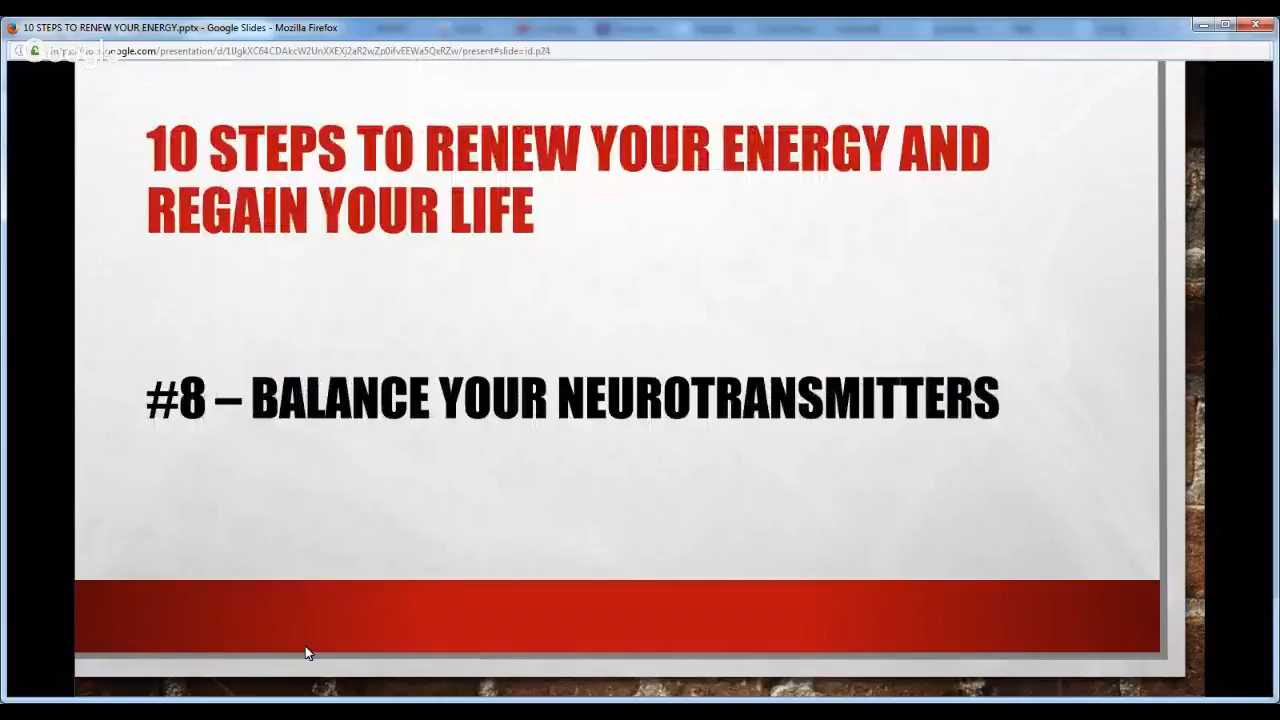 10 STEPS TO RENEW YOUR ENERGY.pptx - Google Slides - Mozilla Firefox
Google
10 STEPS TO RENEW YOUR ENERGY AND
REGAIN YOUR LIFE
#8 – BALANCE YOUR NEUROTRANSMITTERS